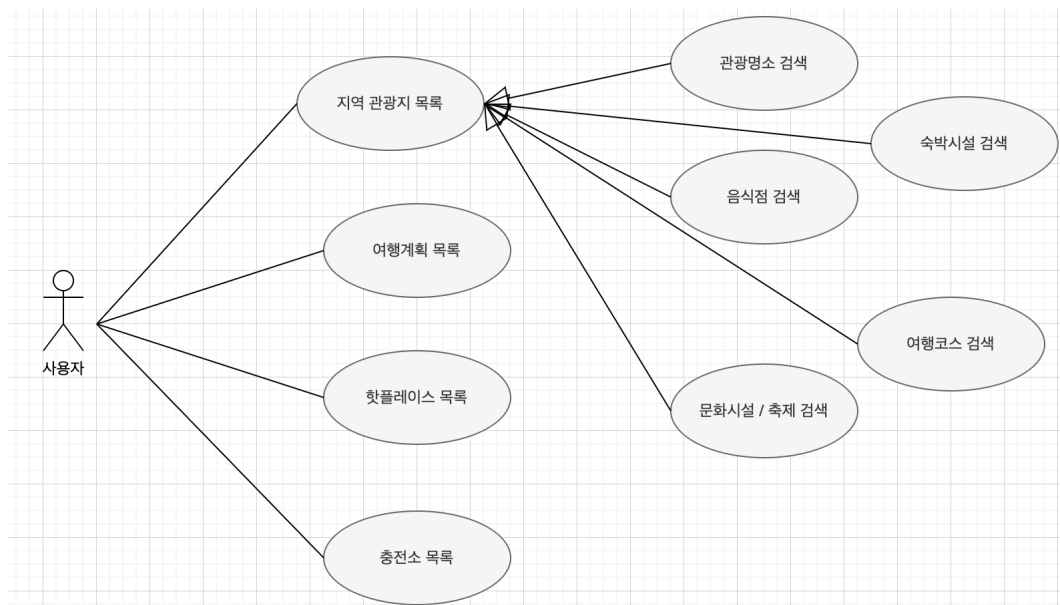 관광명소 검색
지역 관광지 목록
숙박시설 검색
음식점 검색
여행계획 목록
여행코스 검색
사용자
핫플레이스 목록
문화시설 / 축제 검색
충전소 목록